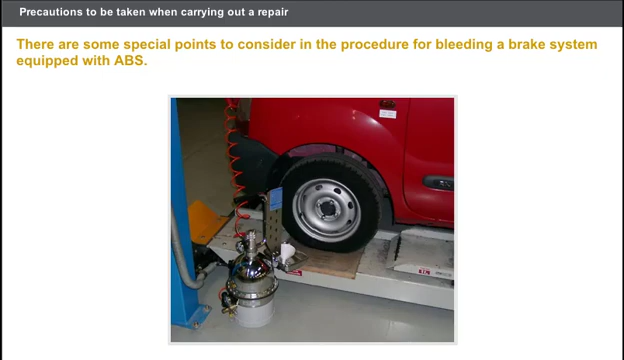 Precautions to be taken when carrying out a repair
There are some special points to consider in the procedure for bleeding a brake system
equipped with ABS.